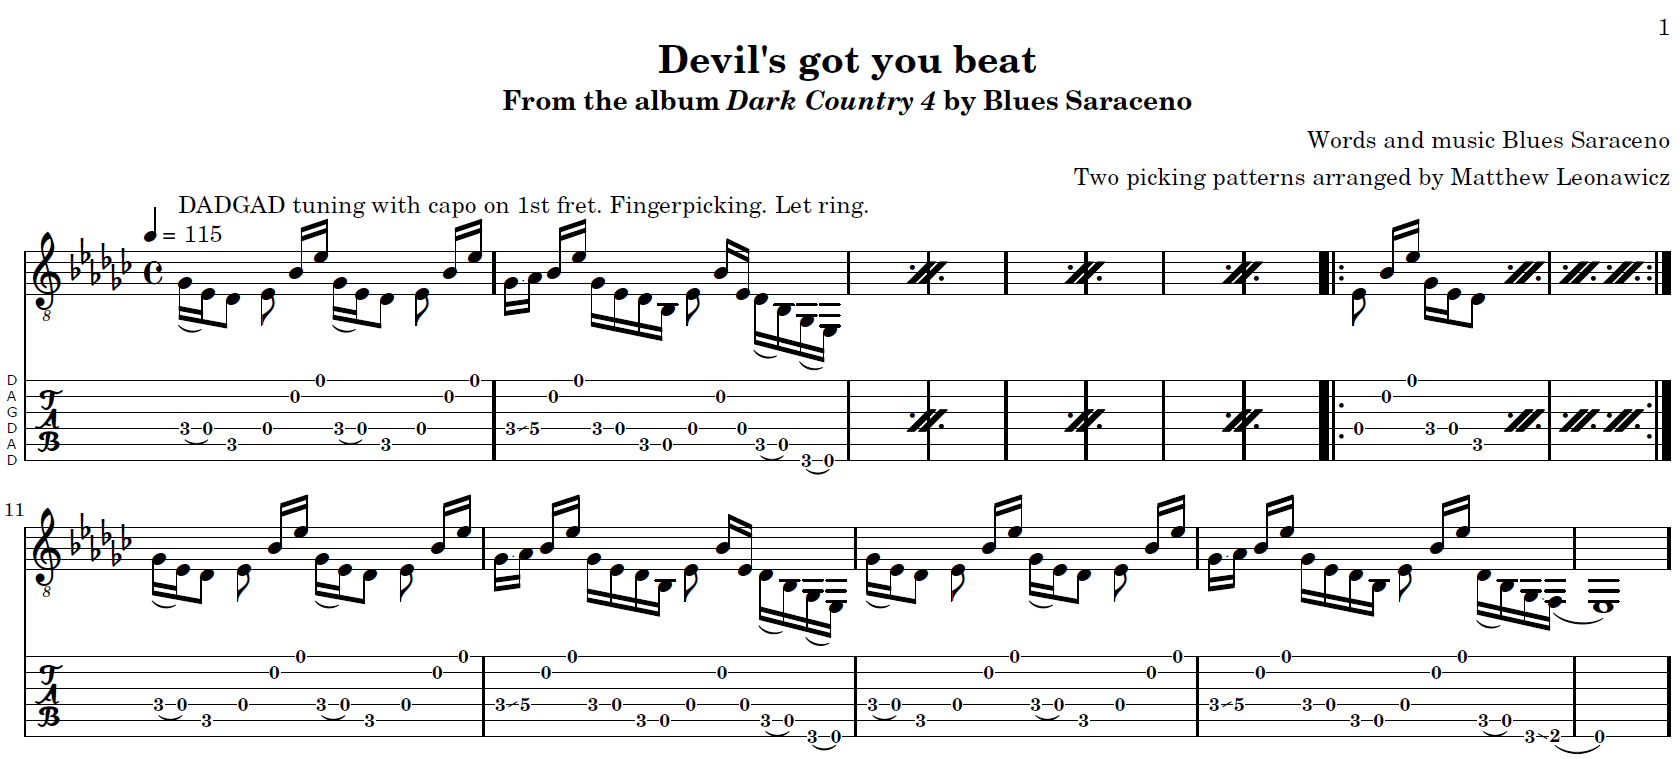 1
Devil's got you beat
From the album Dark Country 4 by Blues Saraceno
Words and music Blues Saraceno
Two picking patterns arranged by Matthew Leonawicz
DADGAD tuning with capo on 1st fret. Fingerpicking. Let ring.
= 115
8
D 0 0 0
A 0 0 0 0 0
G
D 3 0 0 3 0 0 3 5 3 0 0 0 0 3 0
A T A B 3 3 3 0 3 0 3
D 3 0
11
8
0 0 0 0 0 0 0
0 0 0 0 0 0 0 0
T A B 3 0 0 3 0 0 3 5 3 0 0 0 3 0 0 3 0 0 3 5 3 0 0
3 3 3 0 3 0 3 3 3 0 3 0
3 0 3 2 0